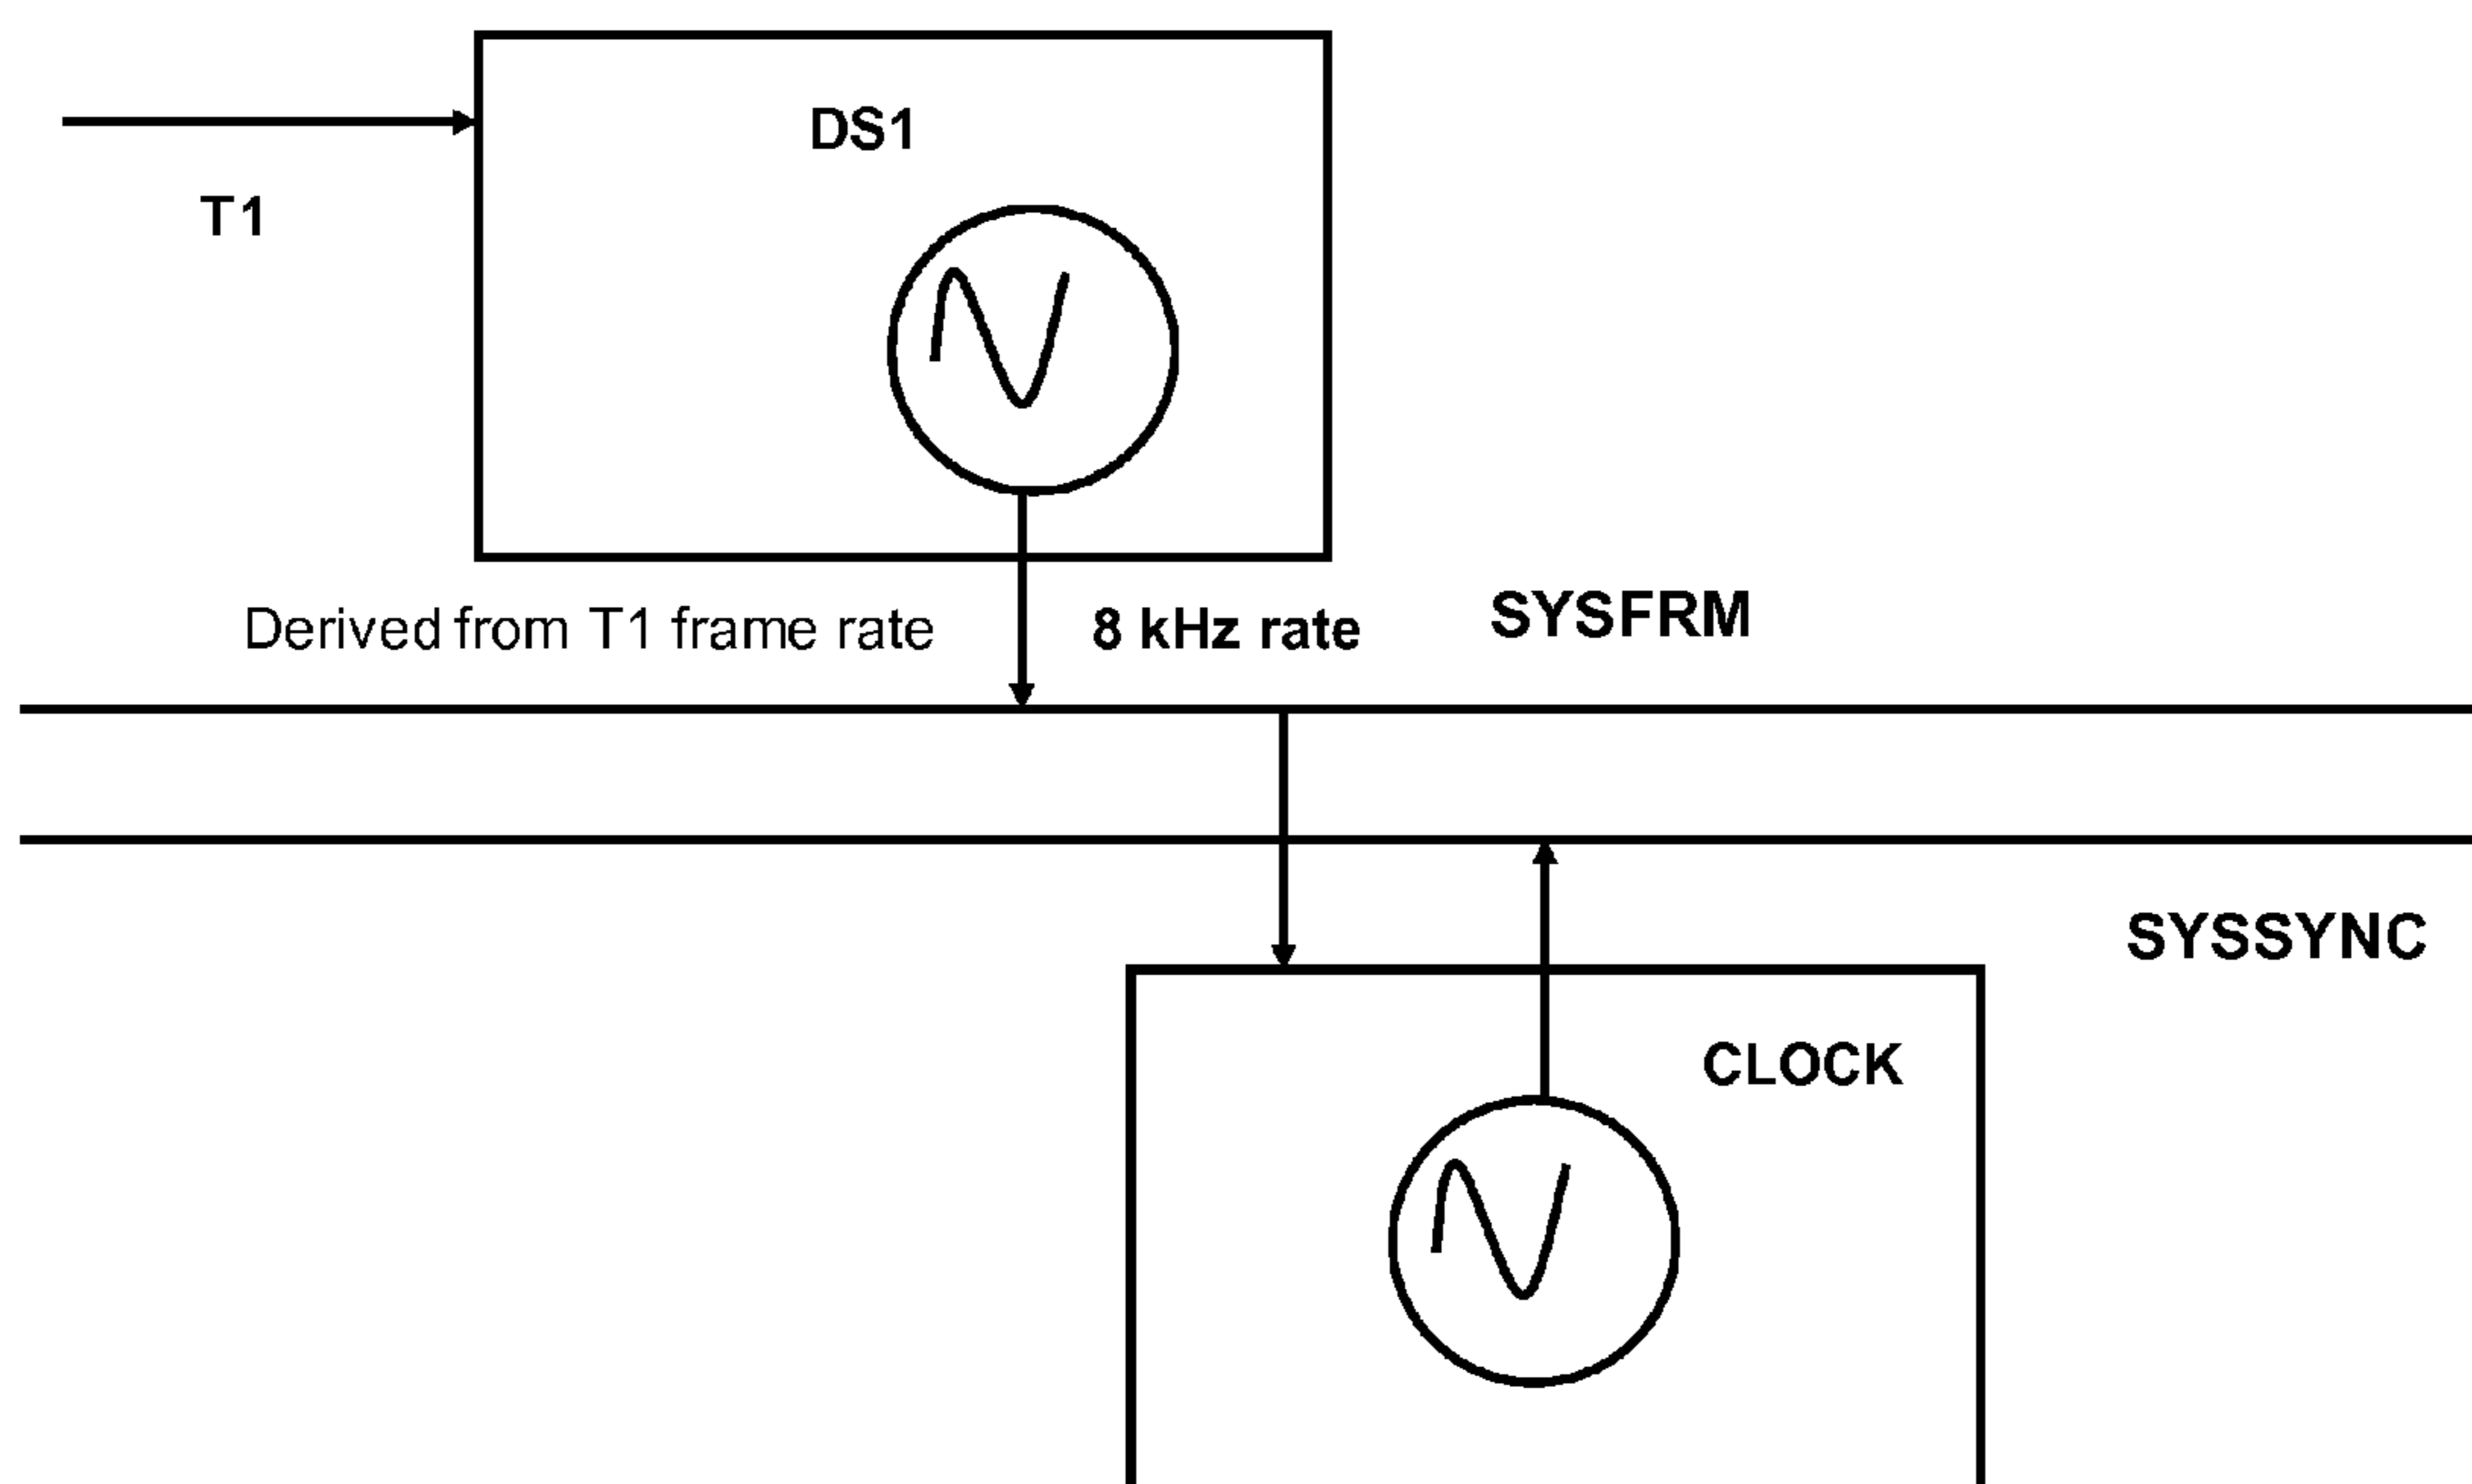 DS1
T1
Derived from T1 frame rate
8 kHz rate
SYSFRM
SYSSYNC
CLOCK